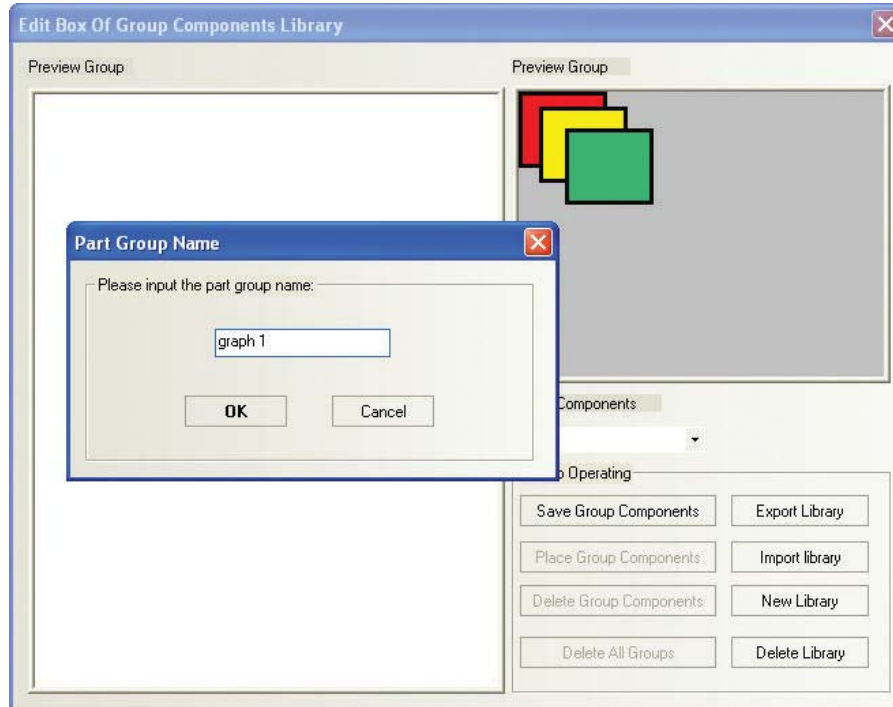 Edit Box Of Group Components Library
Preview Group
Preview Group
Part Group Name
Please input the part group name:
graph 1
OK
Cancel
Components
Operating
Save Group Components
Export Library
Place Group Components
Import library
Delete Group Components
New Library
Delete All Groups
Delete Library